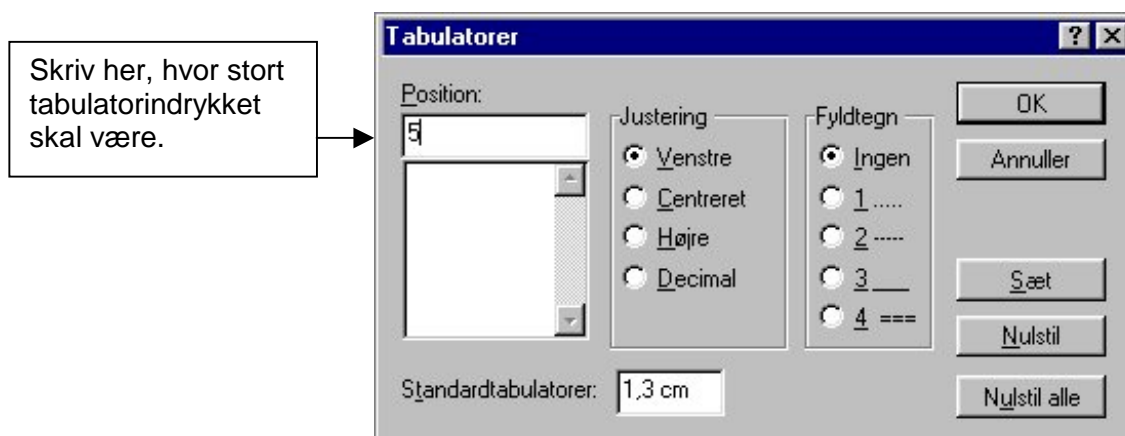 Tabulatorer
Skriv her, hvor stort
tabulatorindrykket
skal være.
Position:
5
Justering
Venstre
Centreret
Højre
Decimal
Fyldtegn
Ingen
1 .....
2 -----
3 ___
4 ===
OK
Annuller
Sæt
Nulstil
Nulstil alle
Standardtabulatorer: 1,3 cm